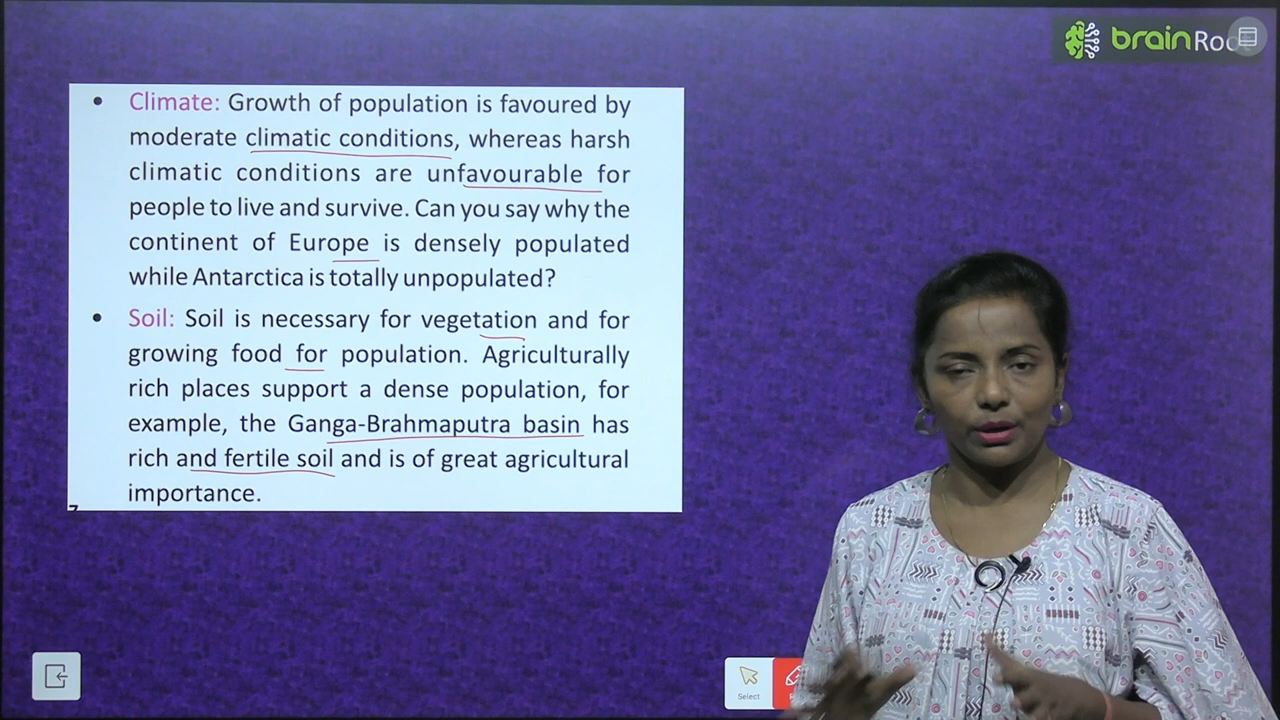 brainRoo
• Climate: Growth of population is favoured by
moderate climatic conditions, whereas harsh
climatic conditions are unfavourable for
people to live and survive. Can you say why the
continent of Europe is densely populated
while Antarctica is totally unpopulated?
• Soil: Soil is necessary for vegetation and for
growing food for population. Agriculturally
rich places support a dense population, for
example, the Ganga-Brahmaputra basin has
rich and fertile soil and is of great agricultural
importance.
Select